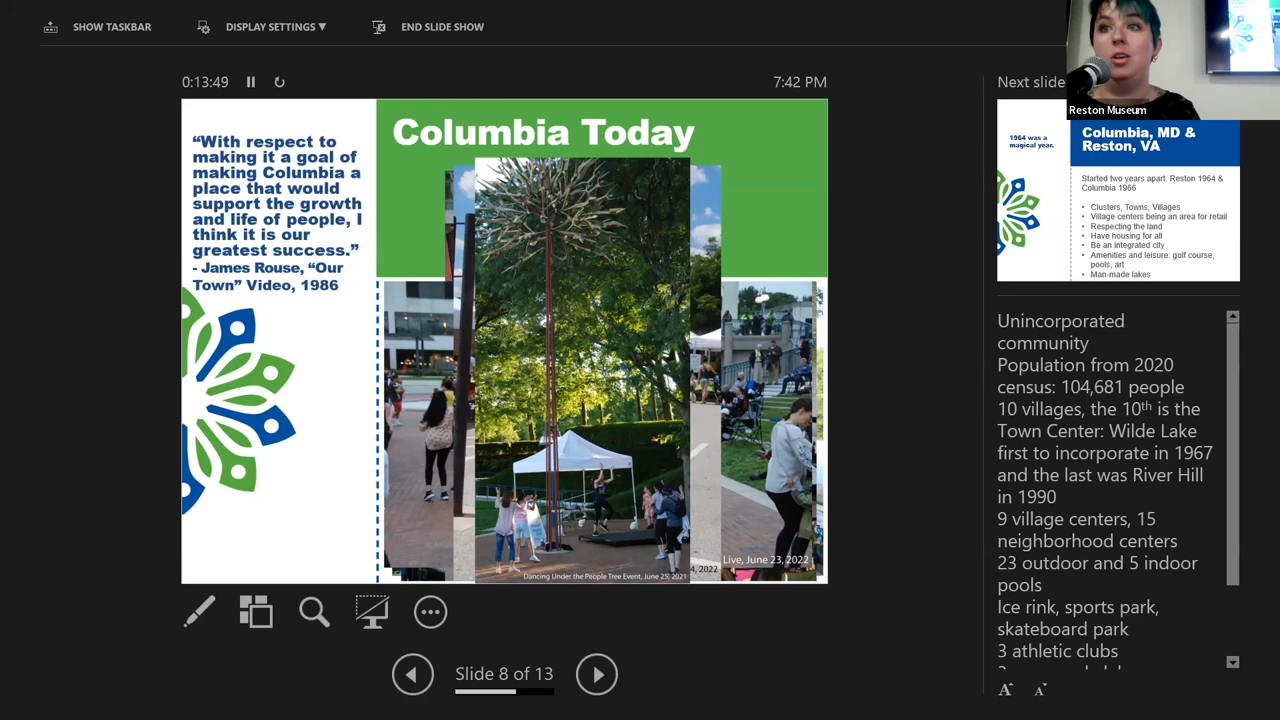 SHOW TASKBAR
DISPLAY SETTINGS ▼
END SLIDE SHOW
0:13:49
7:42 PM
Next slide
Reston Museum
“With respect to
making it a goal of
making Columbia a
place that would
support the growth
and life of people, I
think it is our
greatest success.”
- James Rouse, “Our
Town” Video, 1986
Columbia Today
Live, June 23, 2022
4, 2022
Dancing Under the People Tree Event, June 25, 2021
1964 was a
magical year.
Columbia, MD &
Reston, VA
Started two years apart: Reston 1964 &
Columbia 1966
• Clusters, Towns, Villages
• Village centers being an area for retail
• Respecting the land
• Have housing for all
• Be an integrated city
• Amenities and leisure: golf course,
pools, art
• Man-made lakes
Unincorporated
community
Population from 2020
census: 104,681 people
10 villages, the 10th is the
Town Center: Wilde Lake
first to incorporate in 1967
and the last was River Hill
in 1990
9 village centers, 15
neighborhood centers
23 outdoor and 5 indoor
pools
Ice rink, sports park,
skateboard park
3 athletic clubs
Slide 8 of 13
A A